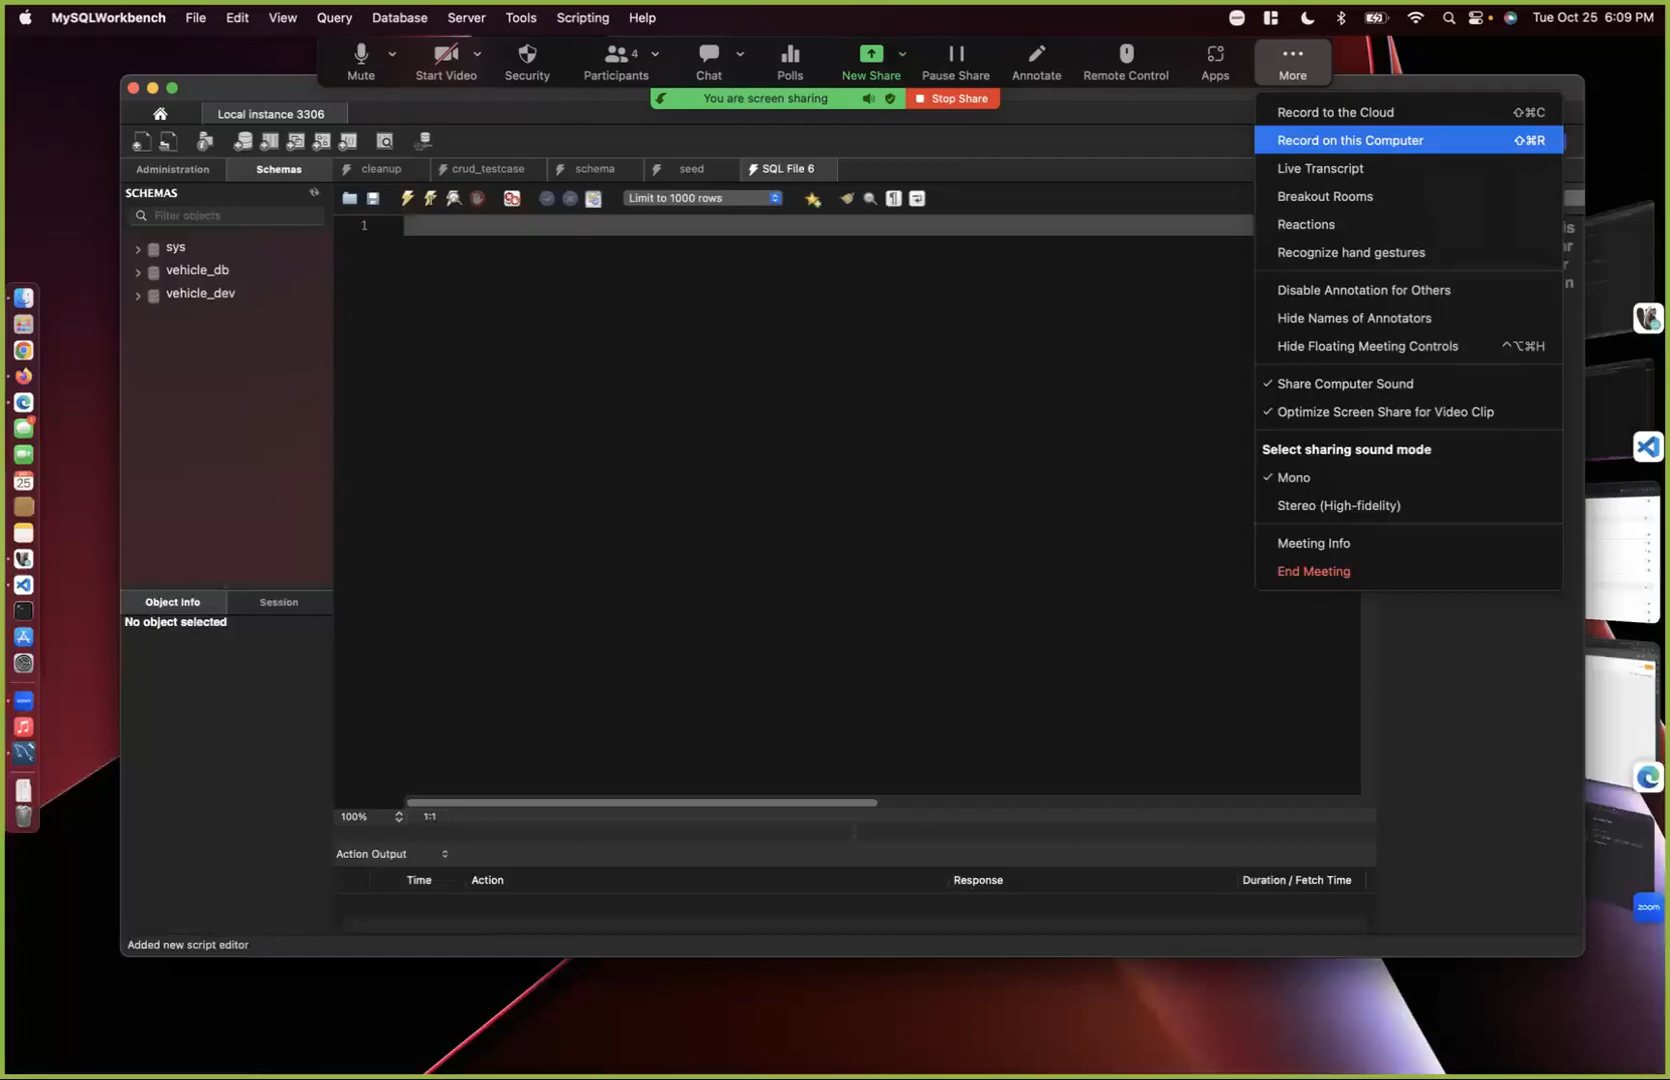 MySQLWorkbench File Edit View Query Database Server Tools Scripting Help Tue Oct 25 6:09 PM
Mute Start Video Security Participants 4 Chat Polls New Share Pause Share Annotate Remote Control Apps More
You are screen sharing Stop Share
Local instance 3306
Administration Schemas cleanup crud_testcase schema seed SQL File 6
SCHEMAS
Filter objects
Limit to 1000 rows
1
sys
vehicle_db
vehicle_dev
Record to the Cloud ⇧⌘C
Record on this Computer ⇧⌘R
Live Transcript
Breakout Rooms
Reactions
Recognize hand gestures
Disable Annotation for Others
Hide Names of Annotators
Hide Floating Meeting Controls ^⌥⌘H
✓ Share Computer Sound
✓ Optimize Screen Share for Video Clip
Select sharing sound mode
✓ Mono
Stereo (High-fidelity)
Meeting Info
End Meeting
25
Object Info Session
No object selected
100% 1:1
Action Output
Time Action Response Duration / Fetch Time
Added new script editor
zoom